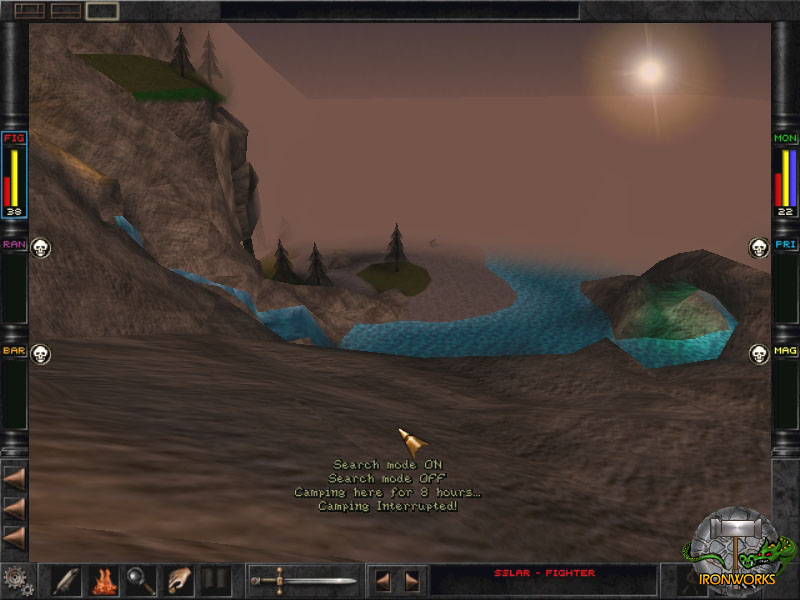 FIG
38
RAN
BAR
MON
22
PRI
MAG
Search mode ON
Search mode OFF
Camping here for 8 hours...
Camping Interrupted!
SSLAR - FIGHTER
IRONWORKS